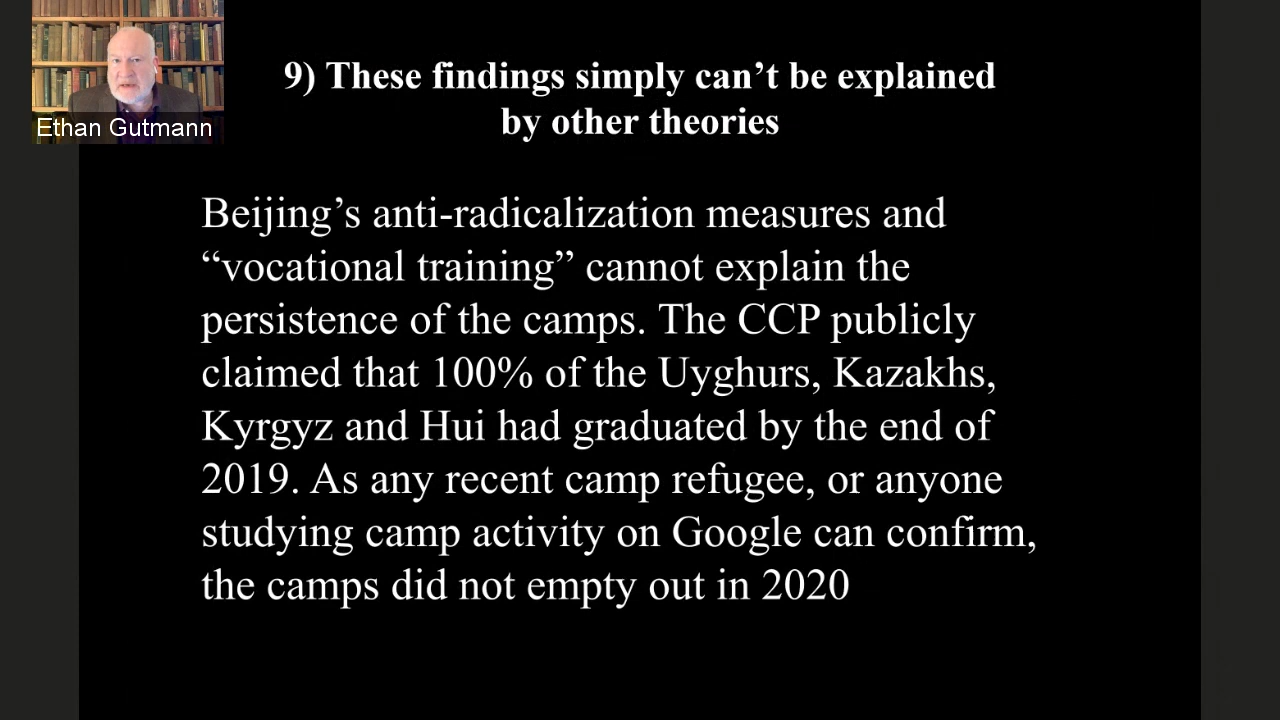 Ethan Gutmann
9) These findings simply can’t be explained
by other theories
Beijing’s anti-radicalization measures and
“vocational training” cannot explain the
persistence of the camps. The CCP publicly
claimed that 100% of the Uyghurs, Kazakhs,
Kyrgyz and Hui had graduated by the end of
2019. As any recent camp refugee, or anyone
studying camp activity on Google can confirm,
the camps did not empty out in 2020